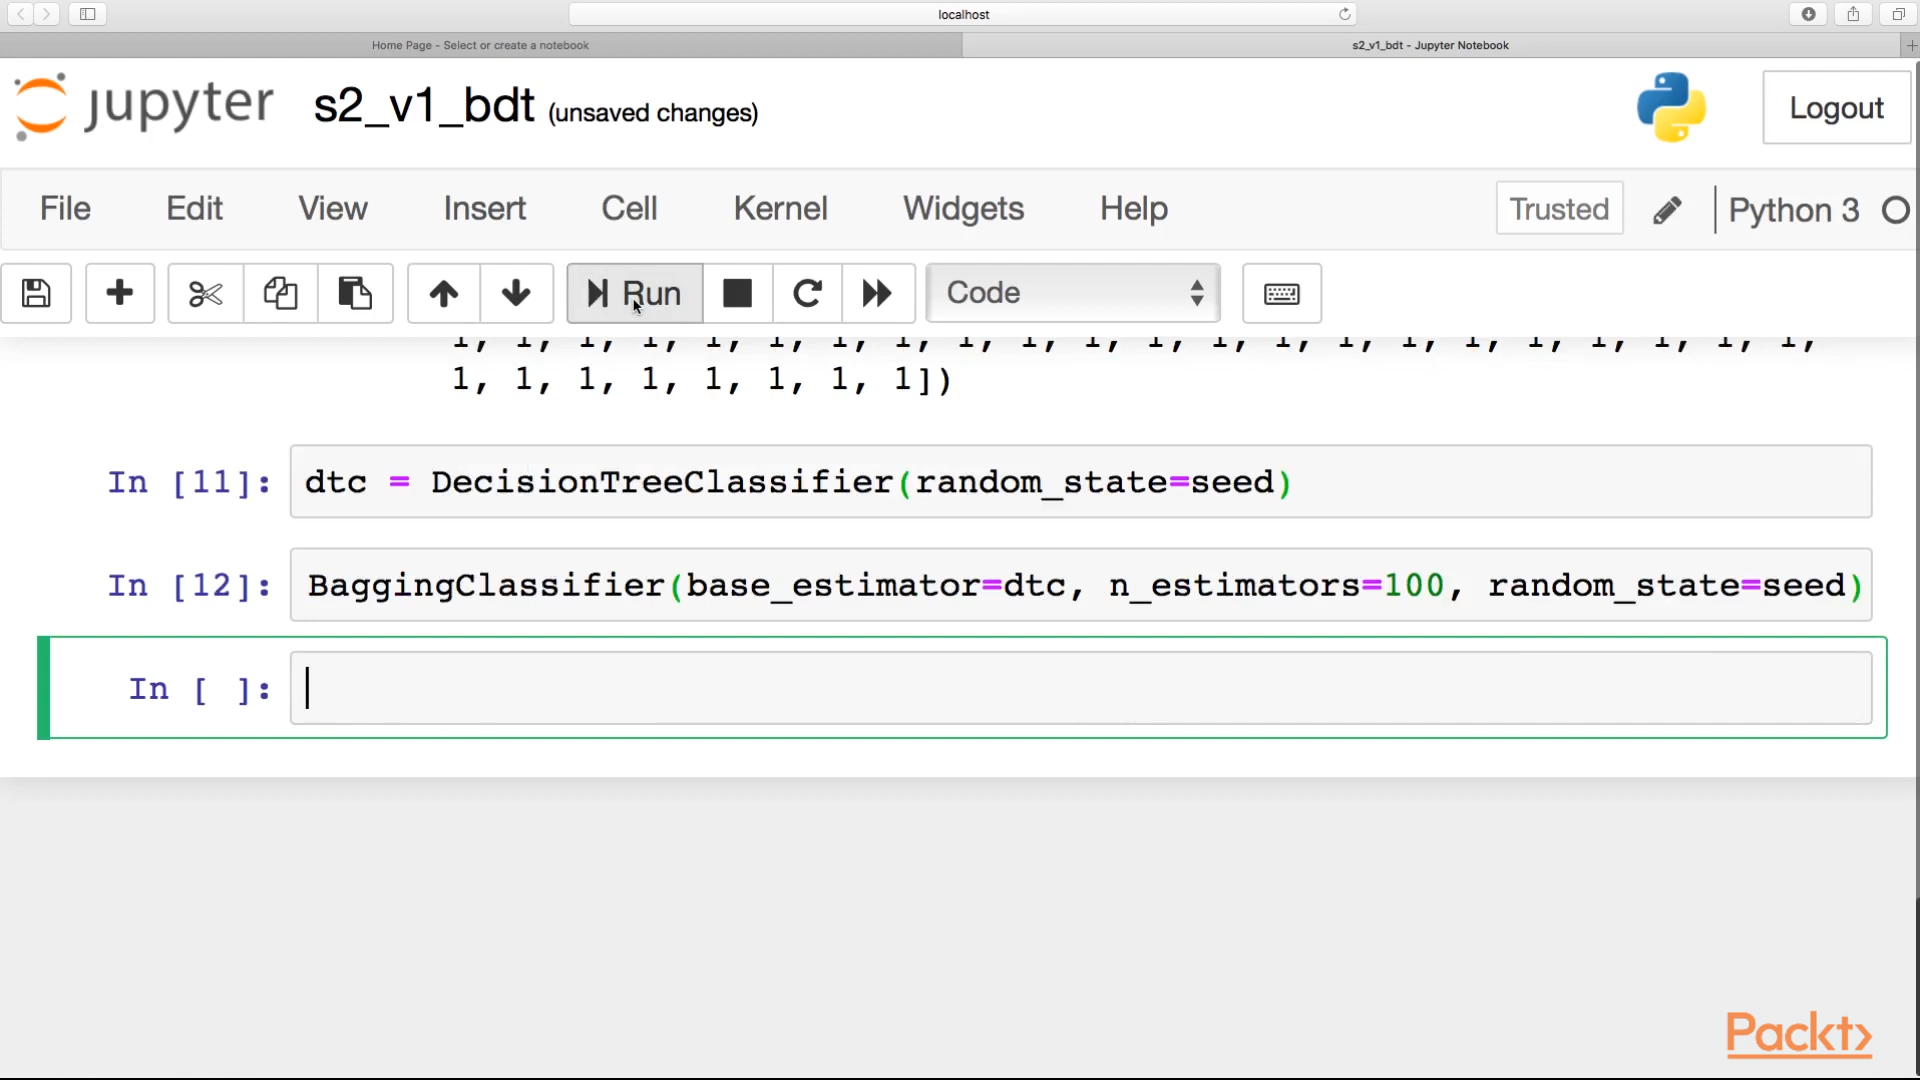 localhost
Home Page - Select or create a notebook
s2_v1_bdt - Jupyter Notebook
jupyter s2_v1_bdt (unsaved changes)
Logout
File Edit View Insert Cell Kernel Widgets Help
Trusted
Python 3
Run
Code
1, 1, 1, 1, 1, 1, 1, 1, 1, 1, 1, 1, 1, 1, 1, 1, 1, 1, 1, 1, 1, 1,
1, 1, 1, 1, 1, 1, 1, 1])
In [11]: dtc = DecisionTreeClassifier(random_state=seed)
In [12]: BaggingClassifier(base_estimator=dtc, n_estimators=100, random_state=seed)
In [ ]:
Packt>